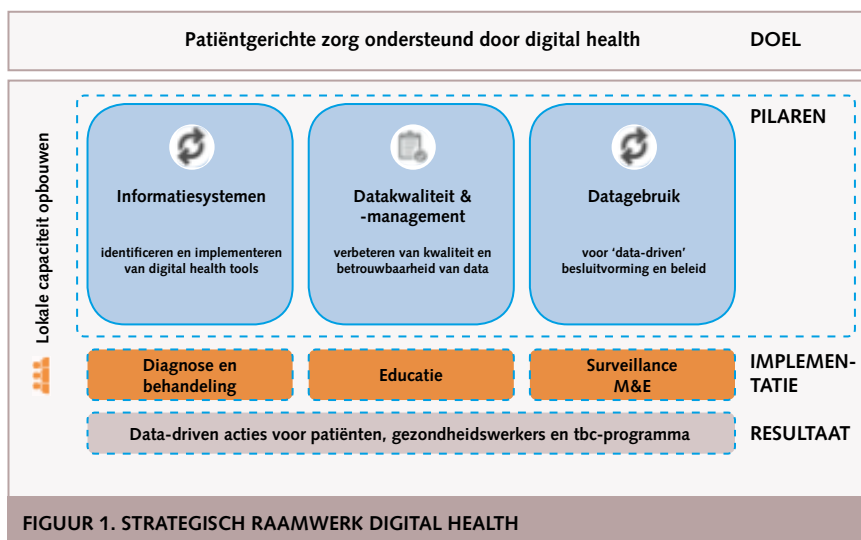 Patiëntgerichte zorg ondersteund door digital health
DOEL
Lokale capaciteit opbouwen
PILAREN
Informatiesystemen
identificeren en implementeren
van digital health tools
Datakwaliteit &
-management
verbeteren van kwaliteit en
betrouwbaarheid van data
Datagebruik
voor ‘data-driven’
besluitvorming en beleid
Diagnose en
behandeling
Educatie
Surveillance
M&E
IMPLEMEN-
TATIE
Data-driven acties voor patiënten, gezondheidswerkers en tbc-programma
RESULTAAT
FIGUUR 1. STRATEGISCH RAAMWERK DIGITAL HEALTH